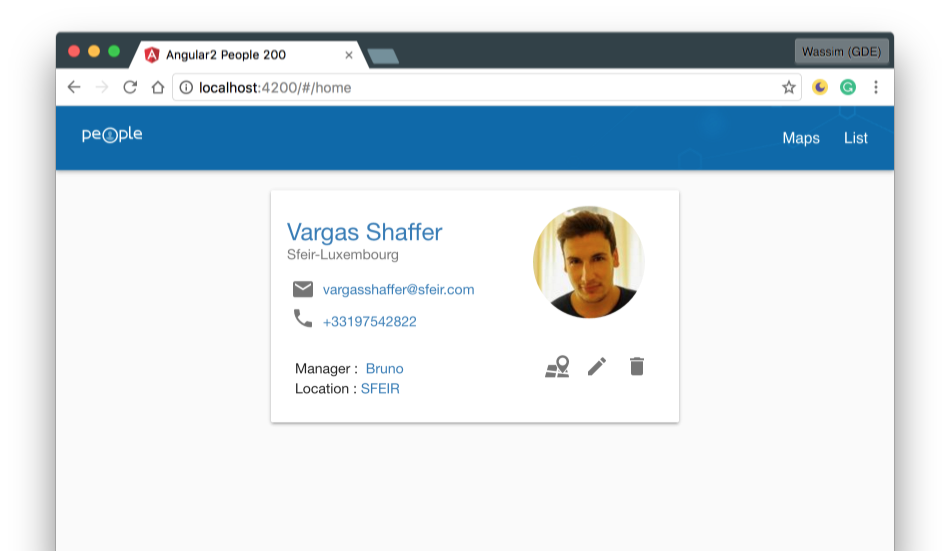 Angular2 People 200
Wassim (GDE)
localhost:4200/#/home
people
Maps List
Vargas Shaffer
Sfeir-Luxembourg
vargasshaffer@sfeir.com
+33197542822
Manager : Bruno
Location : SFEIR